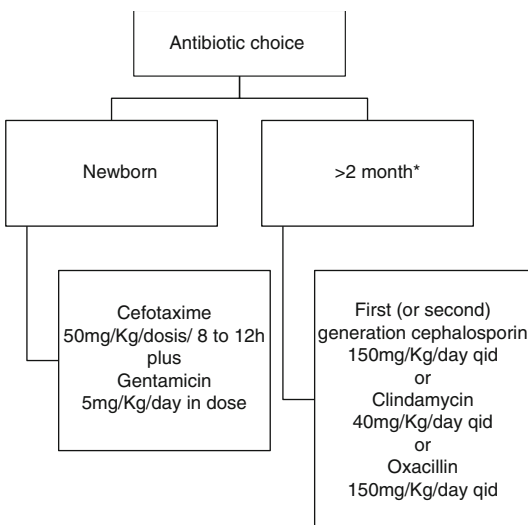 Antibiotic choice
Newborn
>2 month*
Cefotaxime
50mg/Kg/dosis/ 8 to 12h
plus
Gentamicin
5mg/Kg/day in dose
First (or second)
generation cephalosporin
150mg/Kg/day qid
or
Clindamycin
40mg/Kg/day qid
or
Oxacillin
150mg/Kg/day qid